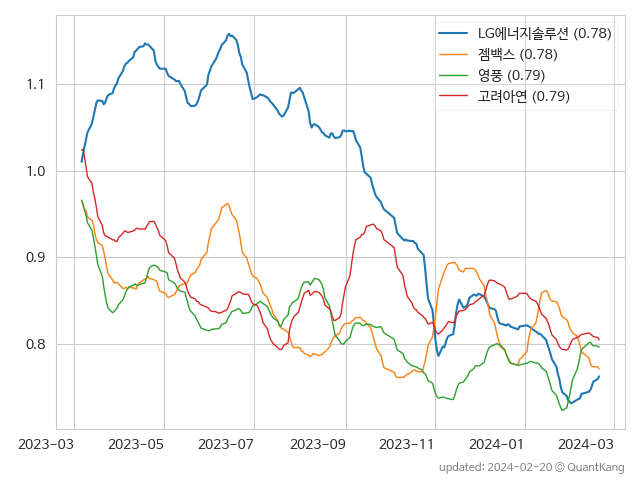 LG에너지솔루션 (0.78)
젬백스 (0.78)
영풍 (0.79)
고려아연 (0.79)
1.1
1.0
0.9
0.8
2023-03 2023-05 2023-07 2023-09 2023-11 2024-01 2024-03
updated: 2024-02-20 © QuantKang